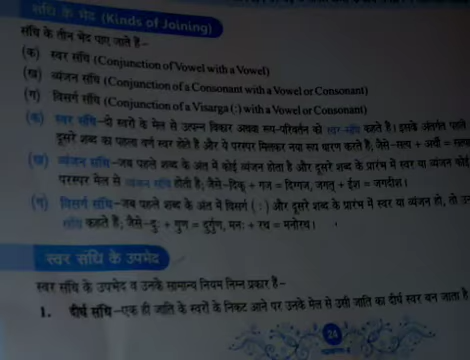 संधि के भेद (Kinds of Joining)
संधि के तीन भेद पाए जाते हैं–
(क) स्वर संधि (Conjunction of Vowel with a Vowel)
(ख) व्यंजन संधि (Conjunction of a Consonant with a Vowel or Consonant)
(ग) विसर्ग संधि (Conjunction of a Visarga (:) with a Vowel or Consonant)
(क) स्वर संधि–दो स्वरों के मेल से उत्पन्न विकार अथवा रूप-परिवर्तन को स्वर-संधि कहते हैं। इसके अंतर्गत पहले
दूसरे शब्द का पहला वर्ण स्वर होते हैं और ये परस्पर मिलकर नया रूप धारण करते हैं; जैसे–सत्य +
(ख) व्यंजन संधि–जब पहले शब्द के अंत में कोई व्यंजन होता है और दूसरे शब्द के प्रारंभ में स्वर या व्यंजन कोई
परस्पर मेल से व्यंजन संधि होती है; जैसे–दिक् + गज = दिग्गज, जगत् + ईश = जगदीश।
(ग) विसर्ग संधि–जब पहले शब्द के अंत में विसर्ग (:) और दूसरे शब्द के प्रारंभ में स्वर या व्यंजन हो, तो
संधि कहते हैं; जैसे–दुः + गुण = दुर्गुण, मनः + रथ = मनोरथ।
स्वर संधि के उपभेद
स्वर संधि के उपभेद व उनके सामान्य नियम निम्न प्रकार हैं–
1. दीर्घ संधि–एक ही जाति के स्वरों के निकट आने पर उनके मेल से उसी जाति का दीर्घ स्वर बन जाता है
24